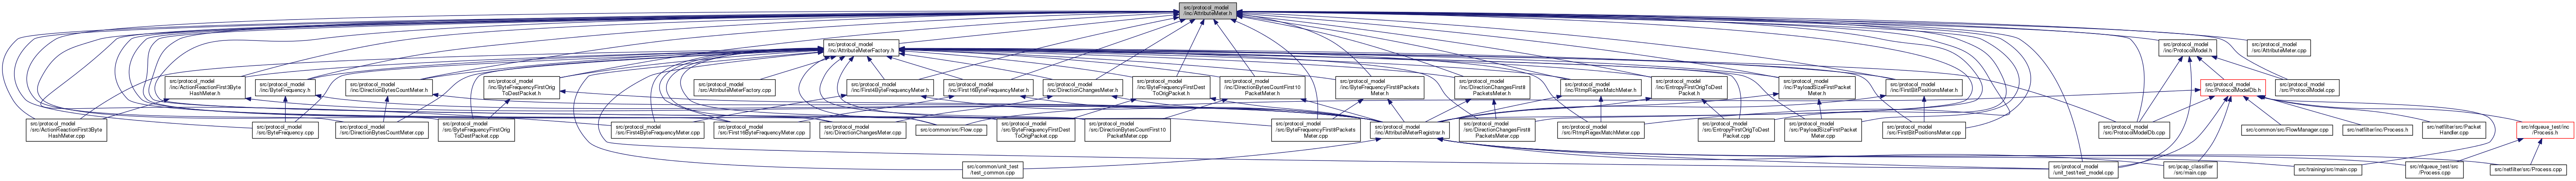 src/protocol_model
/inc/AttributeMeter.h
src/protocol_model
/inc/AttributeMeterFactory.h
src/protocol_model
/inc/ProtocolModel.h
src/protocol_model
/src/AttributeMeter.cpp
src/protocol_model
/inc/ActionReactionFirst3Byte
HashMeter.h
src/protocol_model
/inc/ByteFrequency.h
src/protocol_model
/inc/DirectionBytesCountMeter.h
src/protocol_model
/inc/ByteFrequencyFirstOrig
ToDestPacket.h
src/protocol_model
/src/AttributeMeterFactory.cpp
src/protocol_model
/inc/First4ByteFrequencyMeter.h
src/protocol_model
/inc/First16ByteFrequencyMeter.h
src/protocol_model
/inc/DirectionChangesMeter.h
src/protocol_model
/inc/ByteFrequencyFirstDest
ToOrigPacket.h
src/protocol_model
/inc/DirectionBytesCountFirst10
PacketMeter.h
src/protocol_model
/inc/ByteFrequencyFirst8Packets
Meter.h
src/protocol_model
/inc/DirectionChangesFirst8
PacketsMeter.h
src/protocol_model
/inc/RtmpRegexMatchMeter.h
src/protocol_model
/inc/EntropyFirstOrigToDest
Packet.h
src/protocol_model
/inc/PayloadSizeFirstPacket
Meter.h
src/protocol_model
/inc/FirstBitPositionsMeter.h
src/protocol_model
/inc/ProtocolModelDb.h
src/protocol_model
/src/ProtocolModel.cpp
src/protocol_model
/src/ActionReactionFirst3Byte
HashMeter.cpp
src/protocol_model
/src/ByteFrequency.cpp
src/protocol_model
/src/DirectionBytesCountMeter.cpp
src/protocol_model
/src/ByteFrequencyFirstOrig
ToDestPacket.cpp
src/protocol_model
/src/First4ByteFrequencyMeter.cpp
src/protocol_model
/src/First16ByteFrequencyMeter.cpp
src/protocol_model
/src/DirectionChangesMeter.cpp
src/common/src/Flow.cpp
src/protocol_model
/src/ByteFrequencyFirstDest
ToOrigPacket.cpp
src/protocol_model
/src/DirectionBytesCountFirst10
PacketMeter.cpp
src/protocol_model
/src/ByteFrequencyFirst8Packets
Meter.cpp
src/protocol_model
/inc/AttributeMeterRegistrar.h
src/protocol_model
/src/DirectionChangesFirst8
PacketsMeter.cpp
src/protocol_model
/src/RtmpRegexMatchMeter.cpp
src/protocol_model
/src/EntropyFirstOrigToDest
Packet.cpp
src/protocol_model
/src/PayloadSizeFirstPacket
Meter.cpp
src/protocol_model
/src/FirstBitPositionsMeter.cpp
src/protocol_model
/src/ProtocolModelDb.cpp
src/common/src/FlowManager.cpp
src/netfilter/inc/Process.h
src/netfilter/src/Packet
Handler.cpp
src/nfqueue_test/inc
/Process.h
src/common/unit_test
/test_common.cpp
src/protocol_model
/unit_test/test_model.cpp
src/pcap_classifier
/src/main.cpp
src/training/src/main.cpp
src/nfqueue_test/src
/Process.cpp
src/netfilter/src/Process.cpp